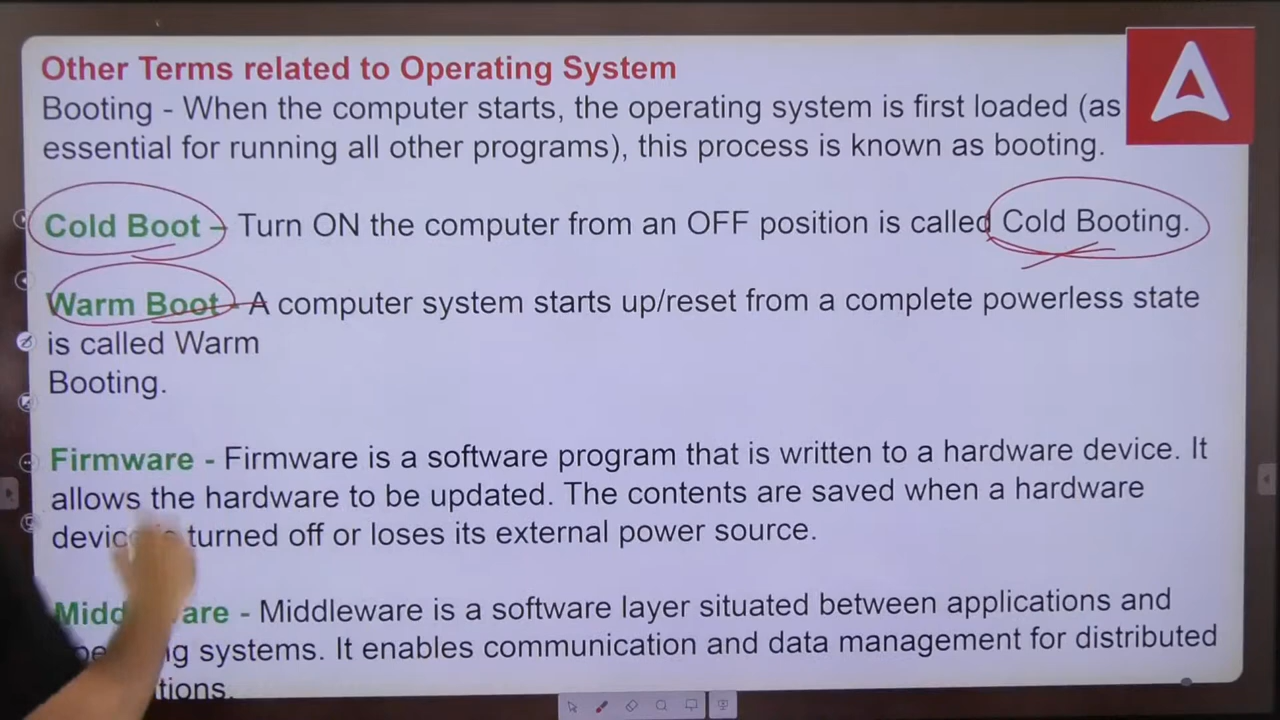 Other Terms related to Operating System
Booting - When the computer starts, the operating system is first loaded (as
essential for running all other programs), this process is known as booting.
Cold Boot – Turn ON the computer from an OFF position is called Cold Booting.
Warm Boot - A computer system starts up/reset from a complete powerless state
is called Warm
Booting.
Firmware - Firmware is a software program that is written to a hardware device. It
allows the hardware to be updated. The contents are saved when a hardware
turned off or loses its external power source.
- Middleware is a software layer situated between applications and
systems. It enables communication and data management for distributed